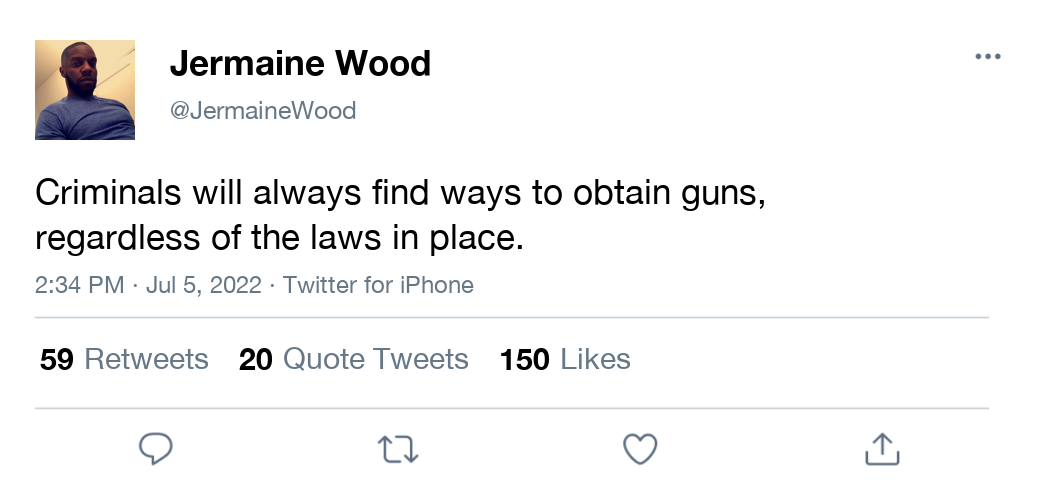 Jermaine Wood
@JermaineWood
Criminals will always find ways to obtain guns,
regardless of the laws in place.
2:34 PM · Jul 5, 2022 · Twitter for iPhone
59 Retweets 20 Quote Tweets 150 Likes